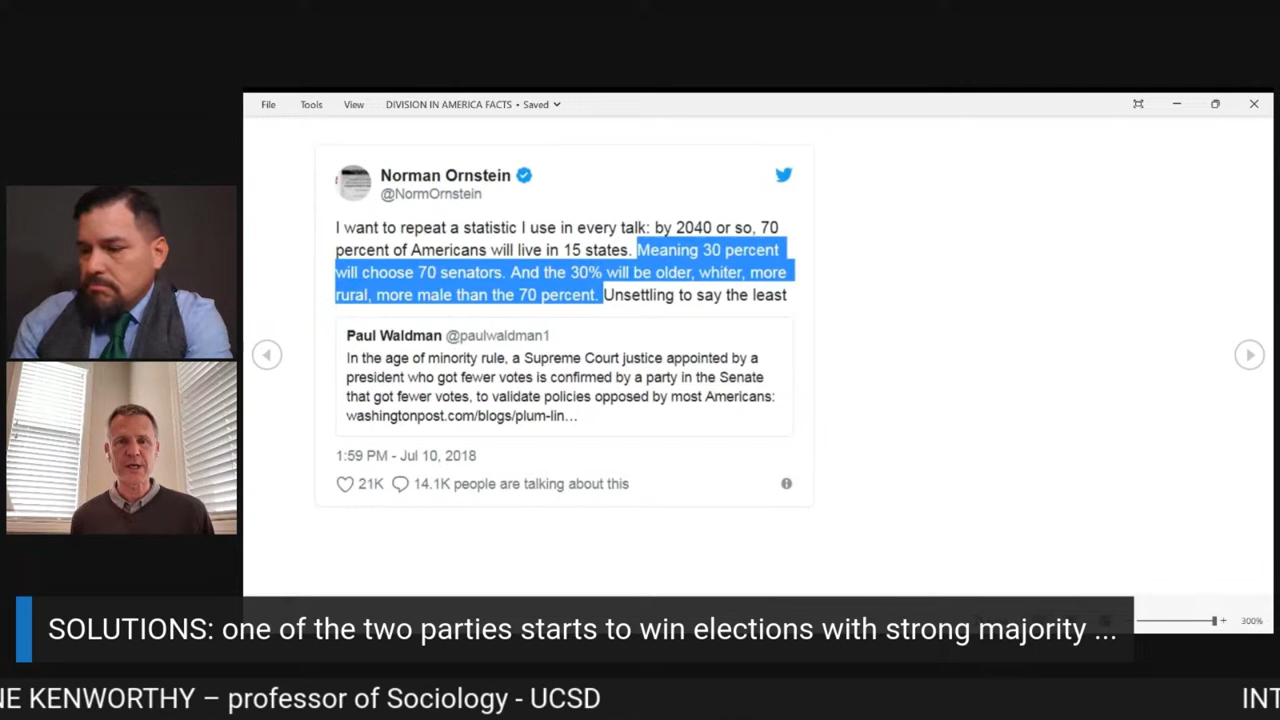 File Tools View DIVISION IN AMERICA FACTS • Saved
Norman Ornstein
@NormOrnstein
I want to repeat a statistic I use in every talk: by 2040 or so, 70
percent of Americans will live in 15 states. Meaning 30 percent
will choose 70 senators. And the 30% will be older, whiter, more
rural, more male than the 70 percent. Unsettling to say the least
Paul Waldman @paulwaldman1
In the age of minority rule, a Supreme Court justice appointed by a
president who got fewer votes is confirmed by a party in the Senate
that got fewer votes, to validate policies opposed by most Americans:
washingtonpost.com/blogs/plum-lin…
1:59 PM - Jul 10, 2018
21K 14.1K people are talking about this
300%
SOLUTIONS: one of the two parties starts to win elections with strong majority ...
NE KENWORTHY – professor of Sociology - UCSD
INT